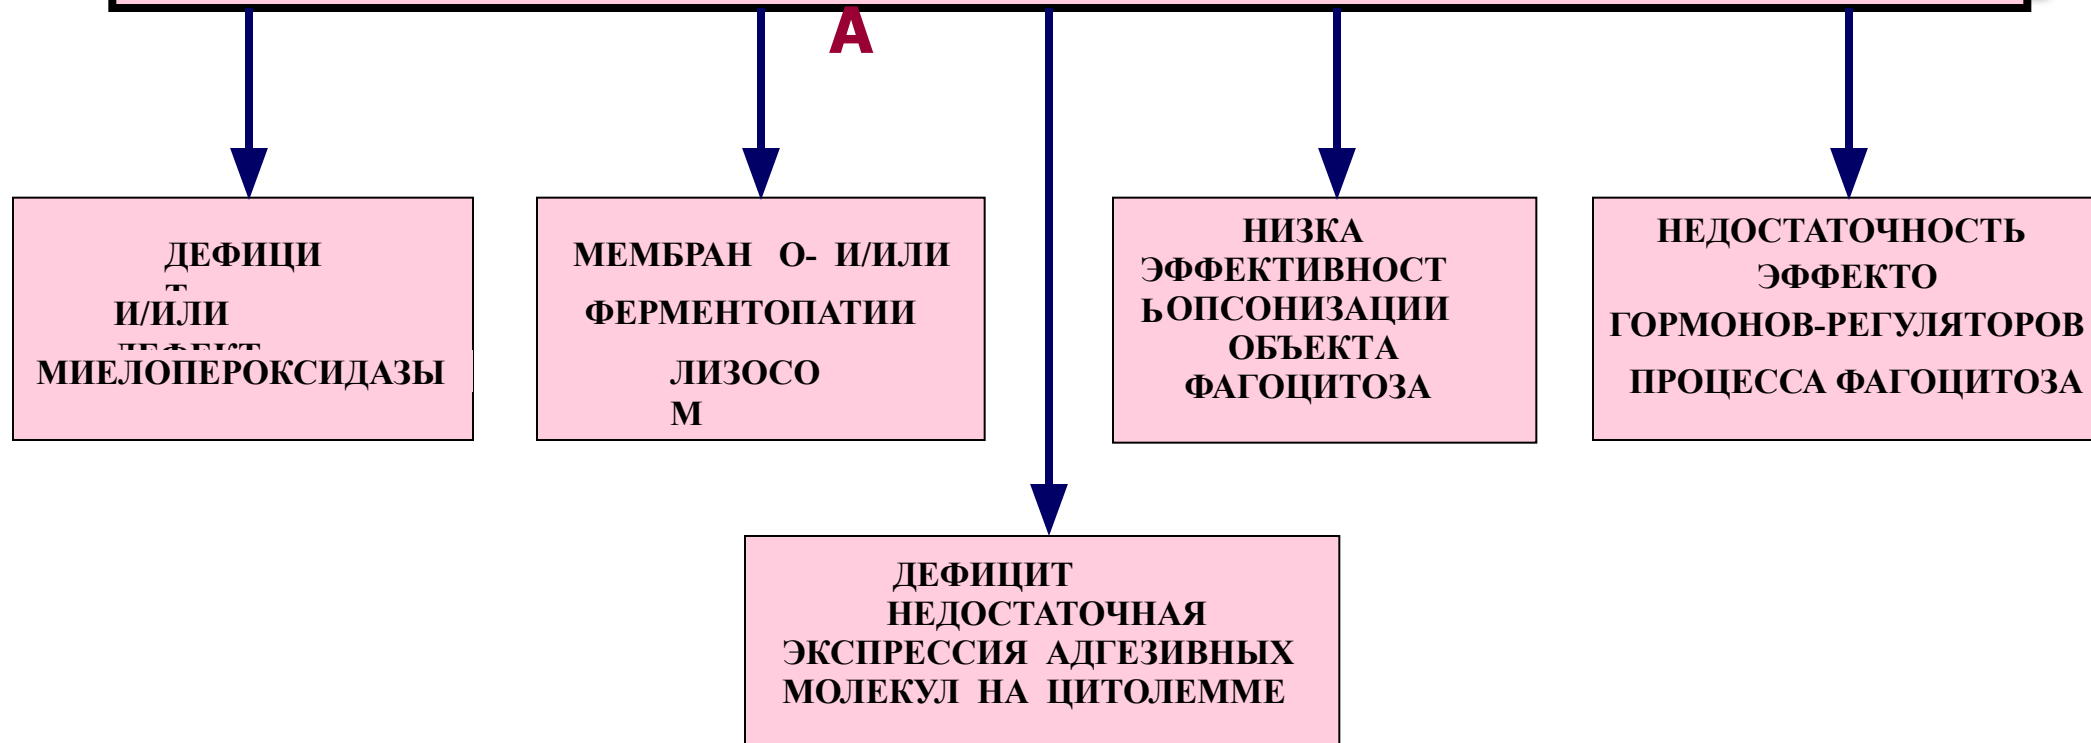 А
ДЕФИЦИ
Т
И/ИЛИ
ДЕФЕКТ
МИЕЛОПЕРОКСИДАЗЫ
МЕМБРАН О- И/ИЛИ
ФЕРМЕНТОПАТИИ
ЛИЗОСО
М
НИЗКА
ЭФФЕКТИВНОСТ
ЬОПСОНИЗАЦИИ
ОБЪЕКТА
ФАГОЦИТОЗА
НЕДОСТАТОЧНОСТЬ
ЭФФЕКТО
ГОРМОНОВ-РЕГУЛЯТОРОВ
ПРОЦЕССА ФАГОЦИТОЗА
ДЕФИЦИТ
НЕДОСТАТОЧНАЯ
ЭКСПРЕССИЯ АДГЕЗИВНЫХ
МОЛЕКУЛ НА ЦИТОЛЕММЕ